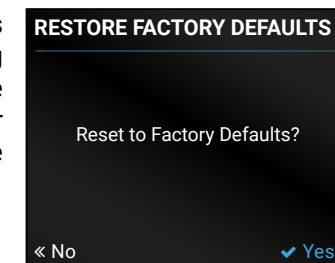 RESTORE FACTORY DEFAULTS
Reset to Factory Defaults?
« No
✔ Yes